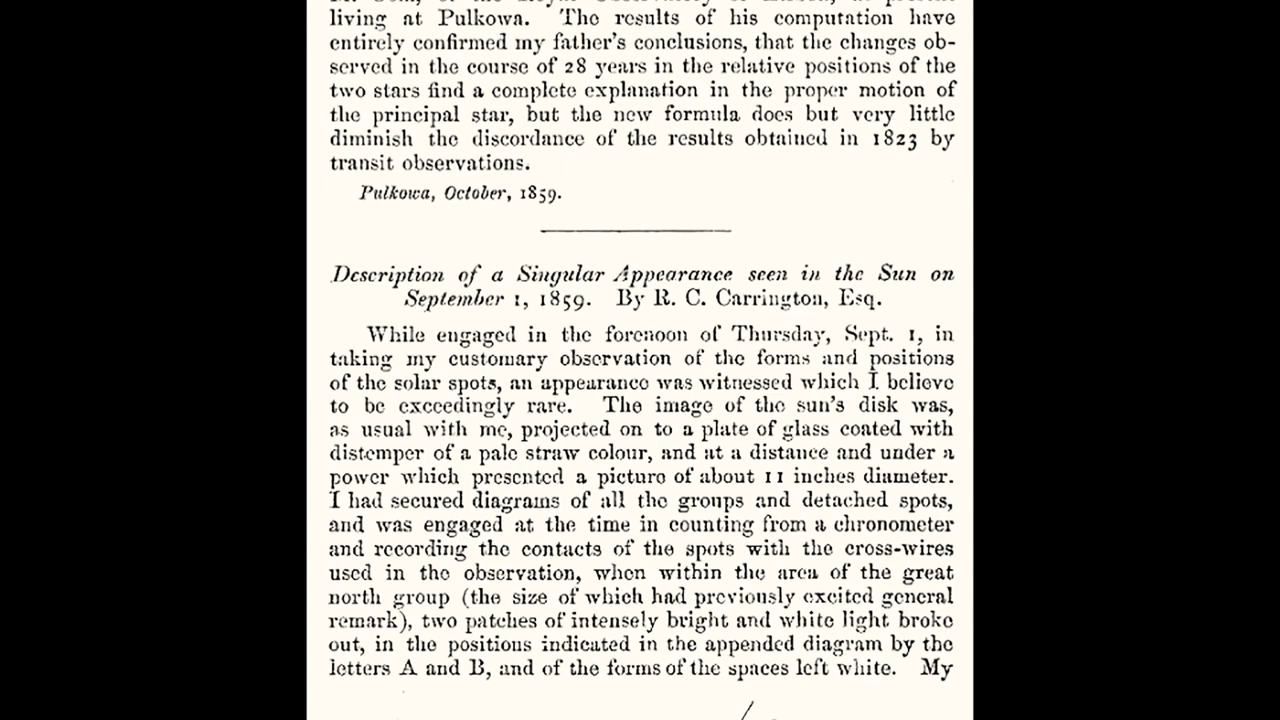 living at Pulkowa. The results of his computation have
entirely confirmed my father's conclusions, that the changes ob-
served in the course of 28 years in the relative positions of the
two stars find a complete explanation in the proper motion of
the principal star, but the new formula does but very little
diminish the discordance of the results obtained in 1823 by
transit observations.
Pulkowa, October, 1859.
Description of a Singular Appearance seen in the Sun on
September 1, 1859. By R. C. Carrington, Esq.
While engaged in the forenoon of Thursday, Sept. 1, in
taking my customary observation of the forms and positions
of the solar spots, an appearance was witnessed which I believe
to be exceedingly rare. The image of the sun's disk was,
as usual with me, projected on to a plate of glass coated with
distemper of a pale straw colour, and at a distance and under a
power which presented a picture of about 11 inches diameter.
I had secured diagrams of all the groups and detached spots,
and was engaged at the time in counting from a chronometer
and recording the contacts of the spots with the cross-wires
used in the observation, when within the area of the great
north group (the size of which had previously excited general
remark), two patches of intensely bright and white light broke
out, in the positions indicated in the appended diagram by the
letters A and B, and of the forms of the spaces left white. My